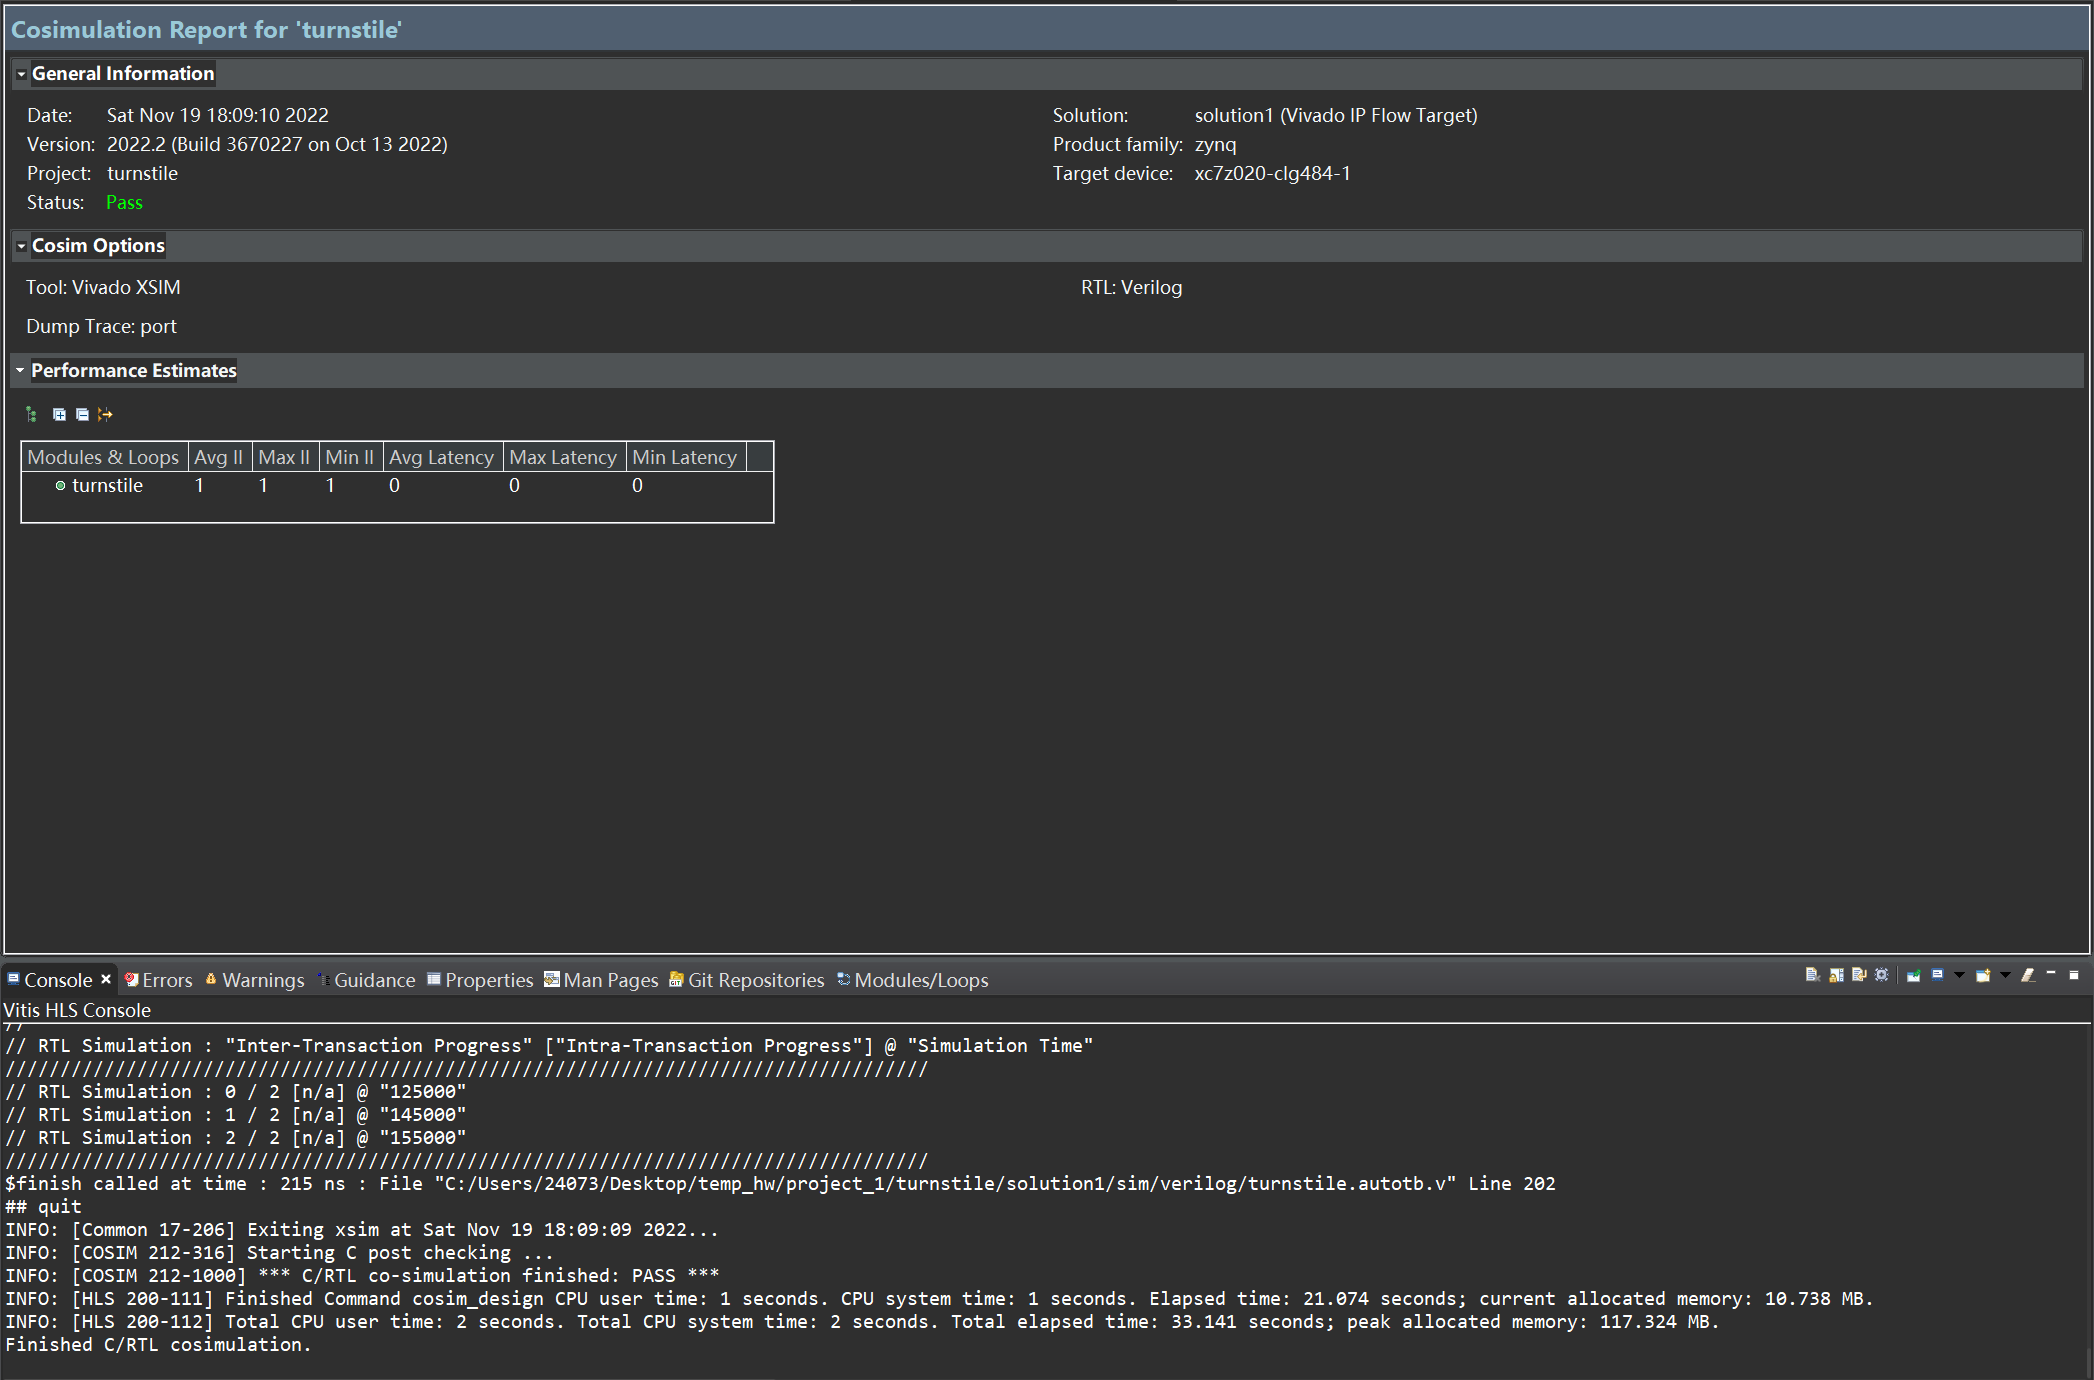 Cosimulation Report for 'turnstile'
General Information
Date: Sat Nov 19 18:09:10 2022
Solution: solution1 (Vivado IP Flow Target)
Version: 2022.2 (Build 3670227 on Oct 13 2022)
Product family: zynq
Project: turnstile
Target device: xc7z020-clg484-1
Status: Pass
Cosim Options
Tool: Vivado XSIM
RTL: Verilog
Dump Trace: port
Performance Estimates
Modules & Loops Avg II Max II Min II Avg Latency Max Latency Min Latency
turnstile 1 1 1 0 0 0
Console Errors Warnings Guidance Properties Man Pages Git Repositories Modules/Loops
Vitis HLS Console
//
// RTL Simulation : "Inter-Transaction Progress" ["Intra-Transaction Progress"] @ "Simulation Time"
////////////////////////////////////////////////////////////////////////////////////
// RTL Simulation : 0 / 2 [n/a] @ "125000"
// RTL Simulation : 1 / 2 [n/a] @ "145000"
// RTL Simulation : 2 / 2 [n/a] @ "155000"
////////////////////////////////////////////////////////////////////////////////////
$finish called at time : 215 ns : File "C:/Users/24073/Desktop/temp_hw/project_1/turnstile/solution1/sim/verilog/turnstile.autotb.v" Line 202
## quit
INFO: [Common 17-206] Exiting xsim at Sat Nov 19 18:09:09 2022...
INFO: [COSIM 212-316] Starting C post checking ...
INFO: [COSIM 212-1000] *** C/RTL co-simulation finished: PASS ***
INFO: [HLS 200-111] Finished Command cosim_design CPU user time: 1 seconds. CPU system time: 1 seconds. Elapsed time: 21.074 seconds; current allocated memory: 10.738 MB.
INFO: [HLS 200-112] Total CPU user time: 2 seconds. Total CPU system time: 2 seconds. Total elapsed time: 33.141 seconds; peak allocated memory: 117.324 MB.
Finished C/RTL cosimulation.